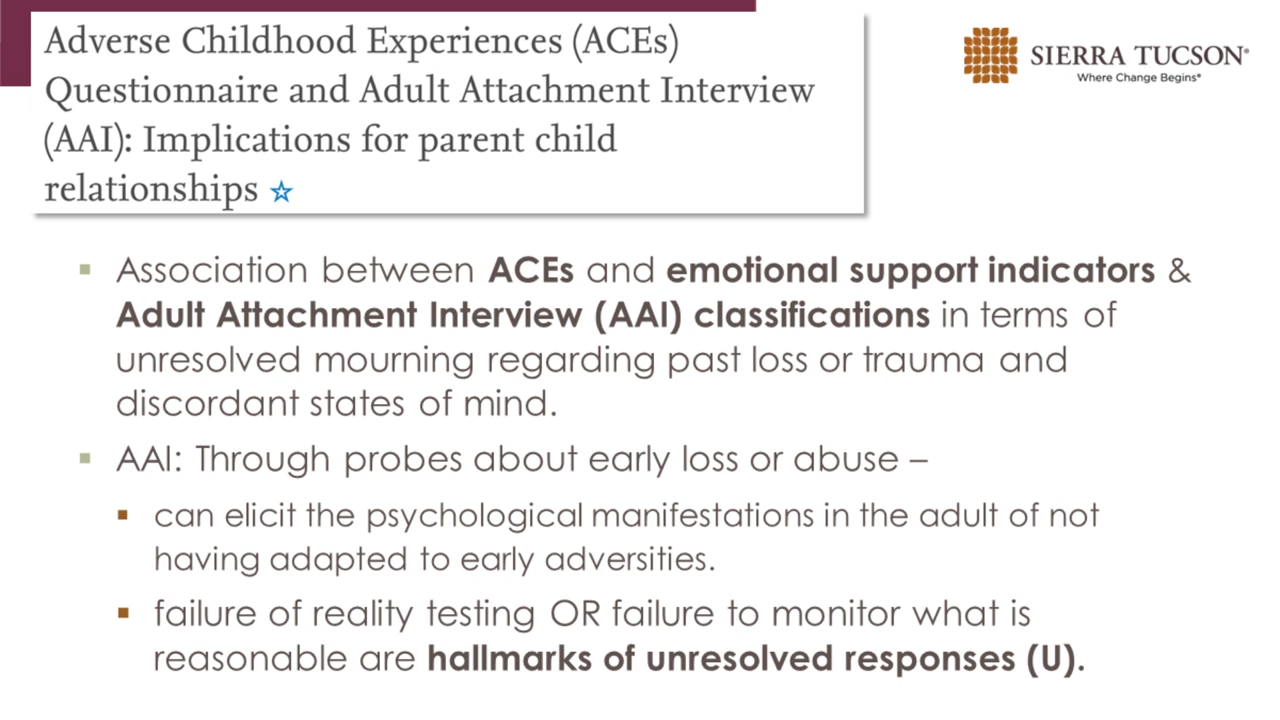 Adverse Childhood Experiences (ACEs)
Questionnaire and Adult Attachment Interview
(AAI): Implications for parent child
relationships ☆
SIERRA TUCSON®
Where Change Begins®
▪ Association between ACEs and emotional support indicators &
Adult Attachment Interview (AAI) classifications in terms of
unresolved mourning regarding past loss or trauma and
discordant states of mind.
▪ AAI: Through probes about early loss or abuse –
▪ can elicit the psychological manifestations in the adult of not
having adapted to early adversities.
▪ failure of reality testing OR failure to monitor what is
reasonable are hallmarks of unresolved responses (U).